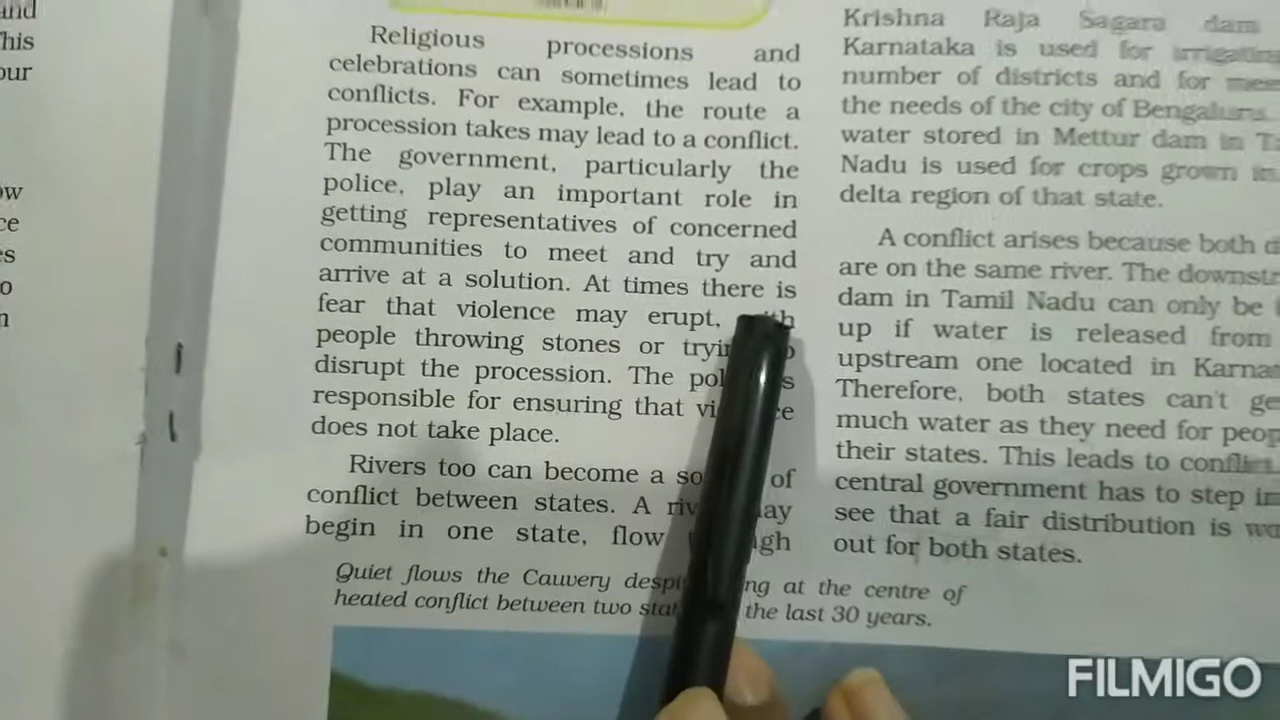 and
This
our
ow
ce
es
o
n
Religious processions and
celebrations can sometimes lead to
conflicts. For example, the route a
procession takes may lead to a conflict.
The government, particularly the
police, play an important role in
getting representatives of concerned
communities to meet and try and
arrive at a solution. At times there is
fear that violence may erupt,
people throwing stones or
disrupt the procession. The
responsible for ensuring that
does not take place.
Rivers too can become a of
conflict between states. A
begin in one state, flow
Quiet flows the Cauvery at the centre of
heated conflict between two the last 30 years.
Krishna Raja Sagara dam
Karnataka is used for
number of districts and for
the needs of the city of Bengaluru.
water stored in Mettur dam in
Nadu is used for crops grown
delta region of that state.
A conflict arises because both
are on the same river. The
dam in Tamil Nadu can only be
up if water is released from
upstream one located in
Therefore, both states can't
much water as they need for
their states. This leads to
central government has to step
see that a fair distribution is
out for both states.
FILMIGO